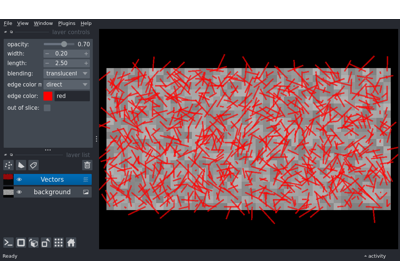 File View Window Plugins Help
layer controls
opacity: 0.70
width: 0.20
length: 2.50
blending: translucent
edge color m direct
edge color: red
out of slice:
layer list
Vectors
background
Ready
activity